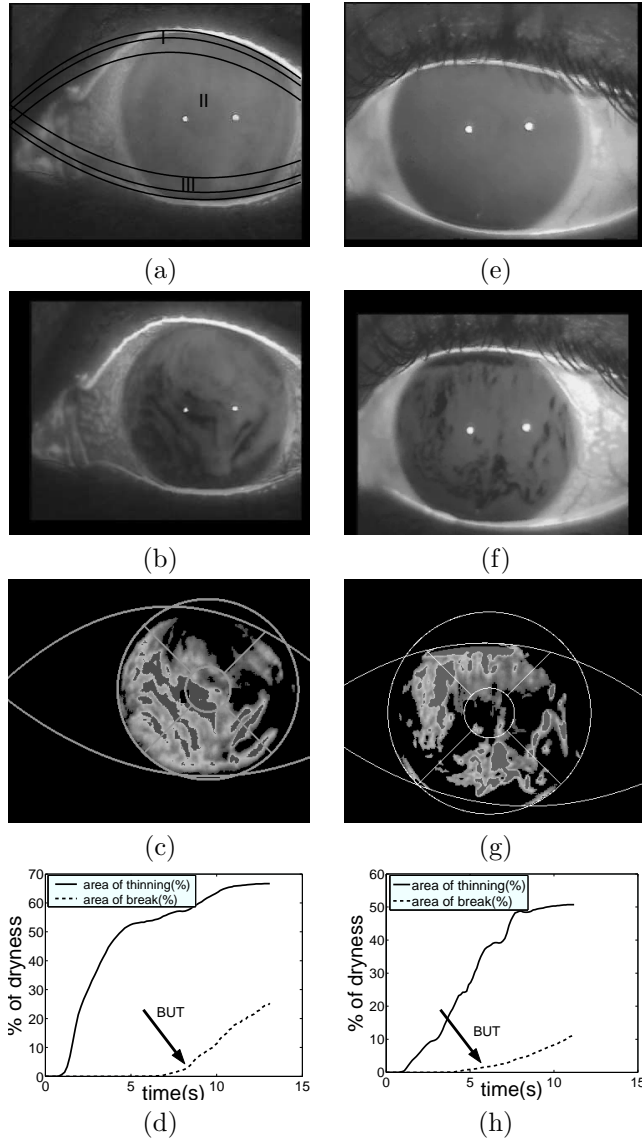 I
II
III
(a)
(e)
(b)
(f)
(c)
(g)
70
60
50
40
30
20
10
0
0 5 10 15
% of dryness
time(s)
area of thinning(%)
area of break(%)
BUT
(d)
60
50
40
30
20
10
0
0 5 10 15
% of dryness
time(s)
area of thinning(%)
area of break(%)
BUT
(h)